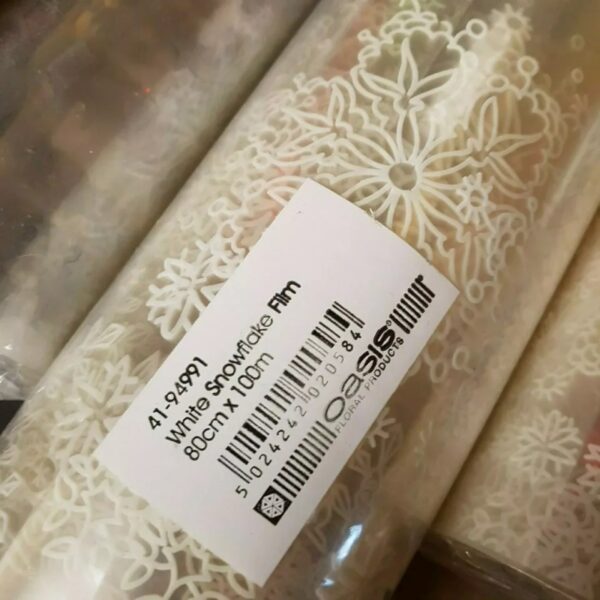 41-94991
White Snowflake Film
80cm x 100m
5 024242 020584
oasis®
FLORAL PRODUCTS